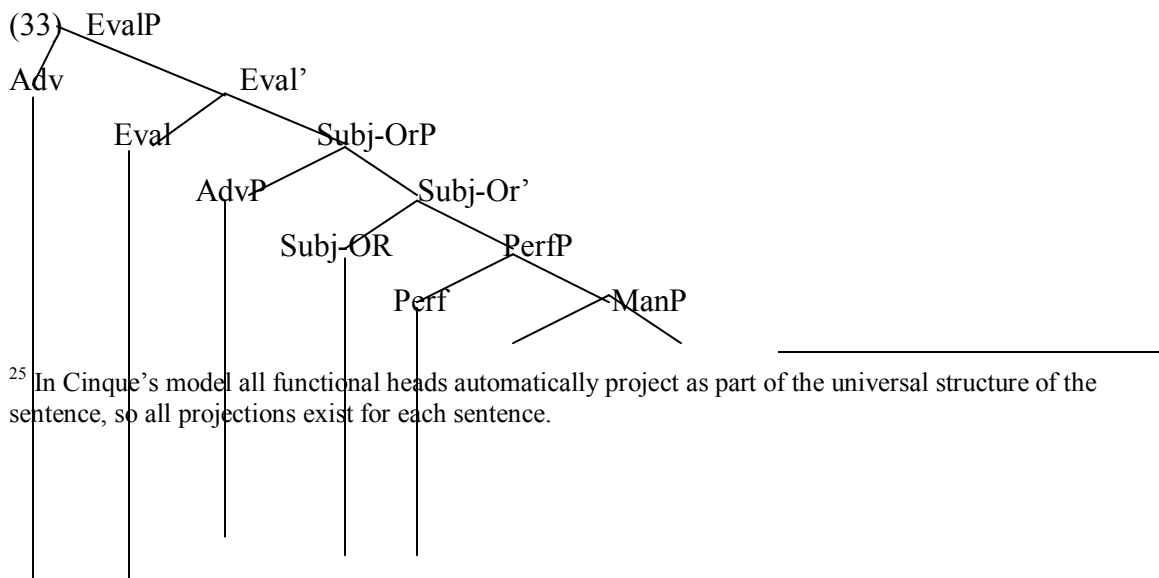 (33) EvalP
Adv Eval’
Eval Subj-OrP
AdvP Subj-Or’
Subj-OR PerfP
Perf ManP
25 In Cinque’s model all functional heads automatically project as part of the universal structure of the
sentence, so all projections exist for each sentence.